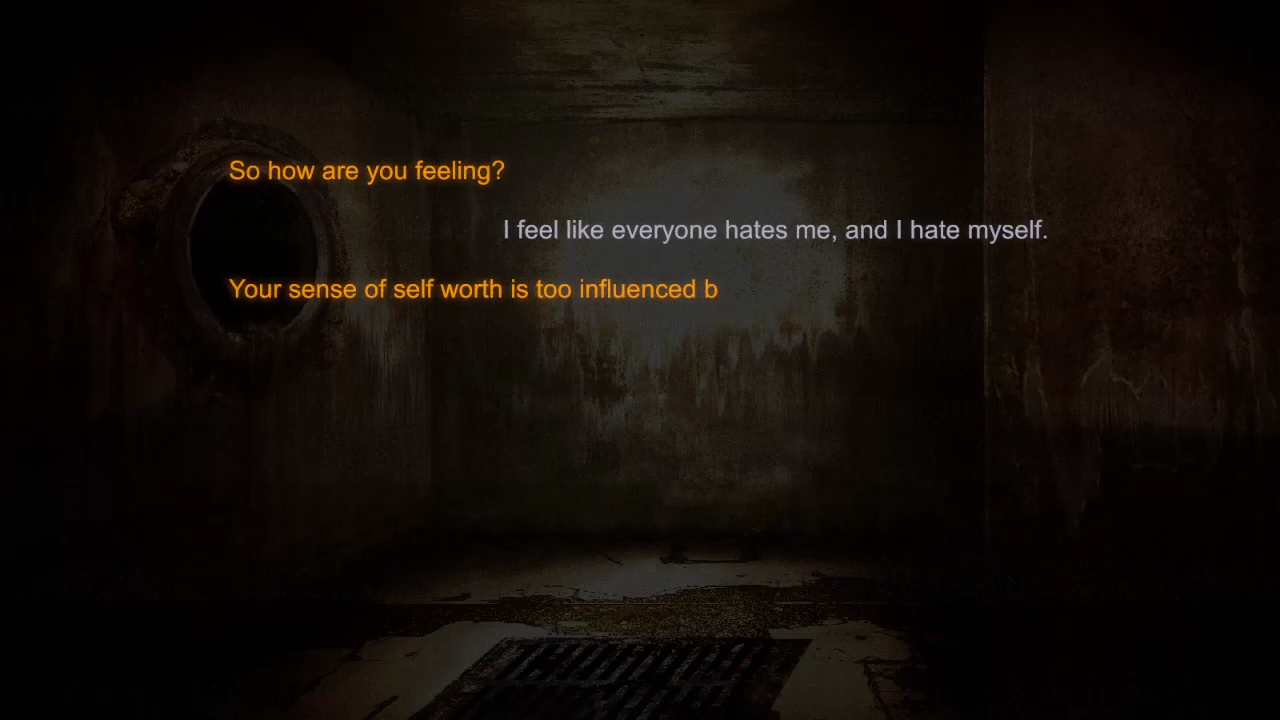 So how are you feeling?
I feel like everyone hates me, and I hate myself.
Your sense of self worth is too influenced b